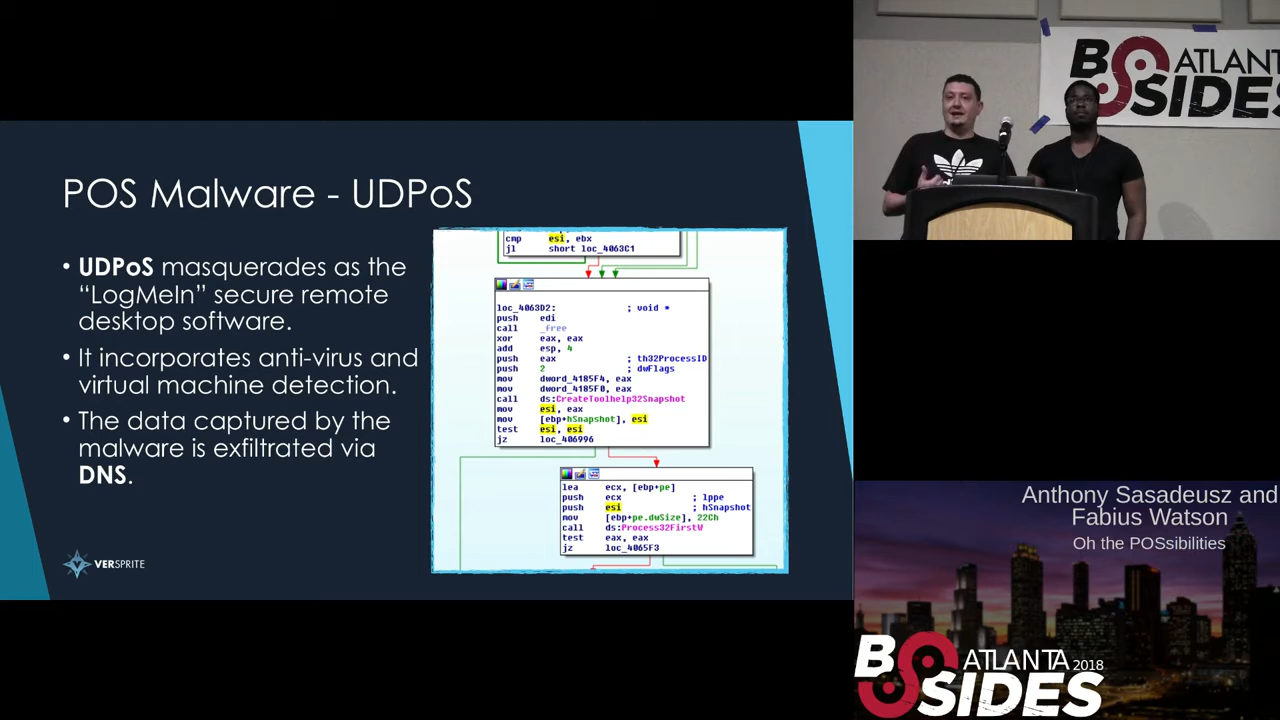 POS Malware - UDPoS
• UDPoS masquerades as the
“LogMeIn” secure remote
desktop software.
• It incorporates anti-virus and
virtual machine detection.
• The data captured by the
malware is exfiltrated via
DNS.
VERSPRITE
cmp esi, ebx
jl short loc_4063C1
loc_4063D2: ; void *
push edi
call _free
xor eax, eax
add esp, 4
push eax ; th32ProcessID
push 2 ; dwFlags
mov dword_4185F4, eax
mov dword_4185F0, eax
call ds:CreateToolhelp32Snapshot
mov esi, eax
mov [ebp+hSnapshot], esi
test esi, esi
jz loc_406996
lea ecx, [ebp+pe]
push ecx ; lppe
push esi ; hSnapshot
mov [ebp+pe.dwSize], 22Ch
call ds:Process32FirstW
test eax, eax
jz loc_4065F3
BSIDES ATLANT
Anthony Sasadeusz and
Fabius Watson
Oh the POSsibilities
BSIDES ATLANTA 2018